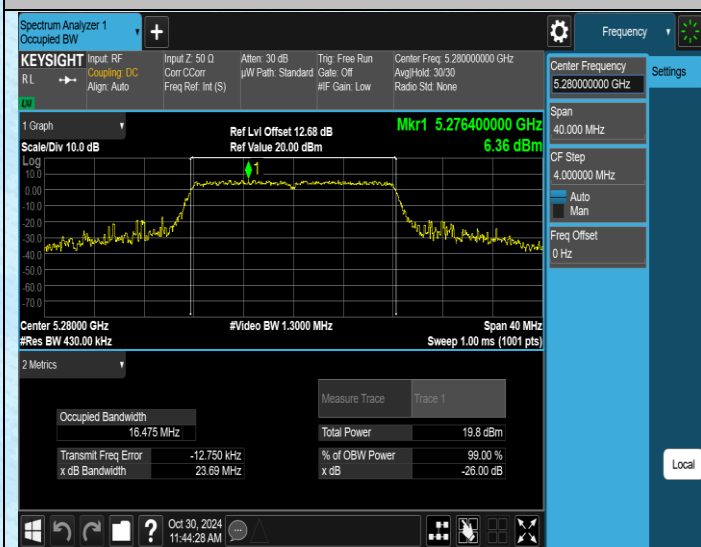 Spectrum Analyzer 1
Occupied BW
Frequency
KEYSIGHT
R L
Input: RF
Coupling: DC
Align: Auto
Input Z: 50 Ω
Corr CCorr
Freq Ref: Int (S)
Atten: 30 dB
µW Path: Standard
Trig: Free Run
Gate: Off
#IF Gain: Low
Center Freq: 5.280000000 GHz
Avg|Hold: 30/30
Radio Std: None
1 Graph
Scale/Div 10.0 dB
Ref Lvl Offset 12.68 dB
Ref Value 20.00 dBm
Mkr1 5.276400000 GHz
6.36 dBm
Log
10.0
0.00
-10.0
-20.0
-30.0
-40.0
-50.0
-60.0
-70.0
1
Center 5.28000 GHz
#Video BW 1.3000 MHz
Span 40 MHz
#Res BW 430.00 kHz
Sweep 1.00 ms (1001 pts)
2 Metrics
Measure Trace
Trace 1
Occupied Bandwidth
16.475 MHz
Total Power
19.8 dBm
Transmit Freq Error
-12.750 kHz
% of OBW Power
99.00 %
x dB Bandwidth
23.69 MHz
x dB
-26.00 dB
Oct 30, 2024
11:44:28 AM
Center Frequency
5.280000000 GHz
Span
40.000 MHz
CF Step
4.000000 MHz
Auto
Man
Freq Offset
0 Hz
Settings
Local